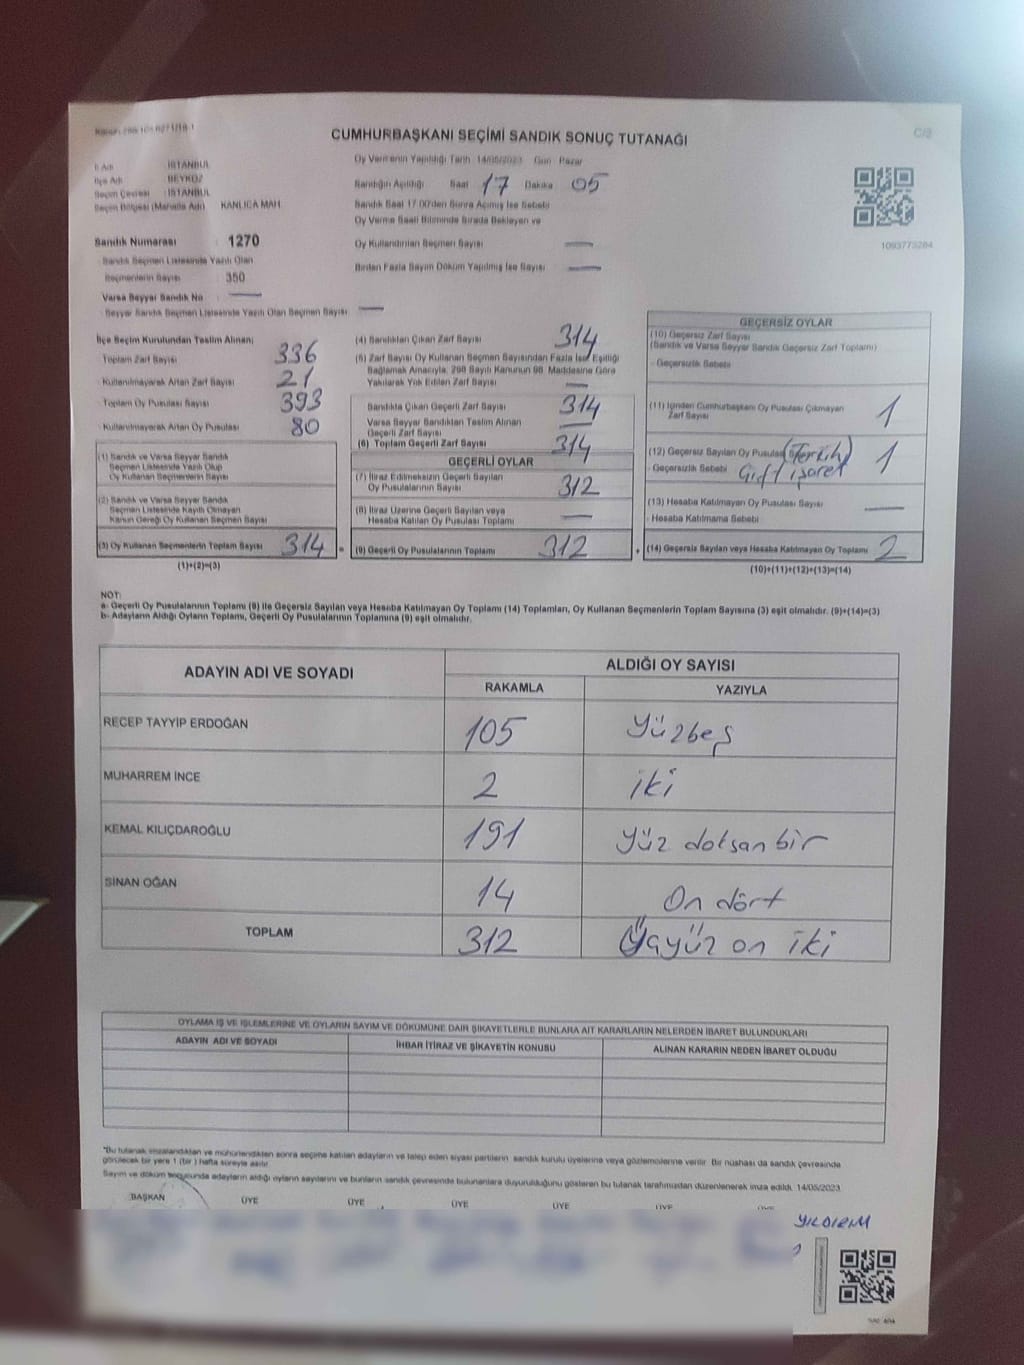 CUMHURBAŞKANI SEÇİMİ SANDIK SONUÇ TUTANAĞI
C/2
İl Adı İSTANBUL
İlçe Adı BEYKOZ
Seçim Çevresi : İSTANBUL
Seçim Bölgesi (Mahalle Adı) KANLICA MAH.
Sandık Numarası : 1270
Sandık Seçmen Listesinde Yazılı Olan
Seçmenlerin Sayısı 350
Varsa Seyyar Sandık No —
Seyyar Sandık Seçmen Listesinde Yazılı Olan Seçmen Sayısı —
Oy Vermenin Yapıldığı Tarih 14/05/2023 Gün Pazar
Sandığın Açıldığı Saat 17 Dakika 05
Sandık Saat 17:00'den Sonra Açılmış İse Sebebi
Oy Verme Saati Bitiminde Sırada Bekleyen ve
Oy Kullandırılan Seçmen Sayısı —
Birden Fazla Sayım Döküm Yapılmış İse Sayısı —
1093773284
İlçe Seçim Kurulundan Teslim Alınan;
Toplam Zarf Sayısı 336
Kullanılmayarak Artan Zarf Sayısı 21
Toplam Oy Pusulası Sayısı 393
Kullanılmayarak Artan Oy Pusulası 80
(1) Sandık ve Varsa Seyyar Sandık
Seçmen Listesinde Yazılı Olup
Oy Kullanan Seçmenlerin Sayısı
(2) Sandık ve Varsa Seyyar Sandık
Seçmen Listesinde Kayıtlı Olmayan
Kanun Gereği Oy Kullanan Seçmen Sayısı
(3) Oy Kullanan Seçmenlerin Toplam Sayısı 314 =
(1)+(2)=(3)
(4) Sandıktan Çıkan Zarf Sayısı 314
(5) Zarf Sayısı Oy Kullanan Seçmen Sayısından Fazla İse Eşitliği
Bağlamak Amacıyla, 298 Sayılı Kanunun 98. Maddesine Göre
Yakılarak Yok Edilen Zarf Sayısı —
Sandıkta Çıkan Geçerli Zarf Sayısı 314
Varsa Seyyar Sandıktan Teslim Alınan
Geçerli Zarf Sayısı —
(6) Toplam Geçerli Zarf Sayısı 314
GEÇERLİ OYLAR
(7) İtiraz Edilmeksizin Geçerli Sayılan
Oy Pusulalarının Sayısı 312
(8) İtiraz Üzerine Geçerli Sayılan veya
Hesaba Katılan Oy Pusulası Toplamı —
(9) Geçerli Oy Pusulalarının Toplamı 312 +
GEÇERSİZ OYLAR
(10) Geçersiz Zarf Sayısı
(Sandık ve Varsa Seyyar Sandık Geçersiz Zarf Toplamı)
- Geçersizlik Sebebi
(11) İçinden Cumhurbaşkanı Oy Pusulası Çıkmayan
Zarf Sayısı 1
(12) Geçersiz Sayılan Oy Pusulası 1
- Geçersizlik Sebebi Çift işaret
(13) Hesaba Katılmayan Oy Pusulası Sayısı —
- Hesaba Katılmama Sebebi
(14) Geçersiz Sayılan veya Hesaba Katılmayan Oy Toplamı 2
(10)+(11)+(12)+(13)=(14)
NOT:
a- Geçerli Oy Pusulalarının Toplamı (9) ile Geçersiz Sayılan veya Hesaba Katılmayan Oy Toplamı (14) Toplamları, Oy Kullanan Seçmenlerin Toplam Sayısına (3) eşit olmalıdır. (9)+(14)=(3)
b- Adayların Aldığı Oyların Toplamı, Geçerli Oy Pusulalarının Toplamına (9) eşit olmalıdır.
ADAYIN ADI VE SOYADI ALDIĞI OY SAYISI
RAKAMLA YAZIYLA
RECEP TAYYİP ERDOĞAN 105 Yüzbeş
MUHARREM İNCE 2 iki
KEMAL KILIÇDAROĞLU 191 yüz doksan bir
SİNAN OĞAN 14 On dört
TOPLAM 312 Üçyüz on iki
OYLAMA İŞ VE İŞLEMLERİNE VE OYLARIN SAYIM VE DÖKÜMÜNE DAİR ŞİKAYETLERLE BUNLARA AİT KARARLARIN NELERDEN İBARET BULUNDUKLARI
ADAYIN ADI VE SOYADI İHBAR İTİRAZ VE ŞİKAYETİN KONUSU ALINAN KARARIN NEDEN İBARET OLDUĞU
*Bu tutanak imzalandıktan ve mühürlendikten sonra seçime katılan adayların ve talep eden siyasi partilerin sandık kurulu üyelerine veya gözlemcilerine verilir. Bir nüshası da sandık çevresinde
görülecek bir yere 1 (bir) hafta süreyle asılır.
Sayım ve döküm sonucunda adayların aldığı oyların sayılarını ve bunların sandık çevresinde bulunanlara duyurulduğunu gösteren bu tutanak tarafımızdan düzenlenerek imza edildi. 14/05/2023
BAŞKAN ÜYE ÜYE ÜYE ÜYE ÜYE
YILDIRIM